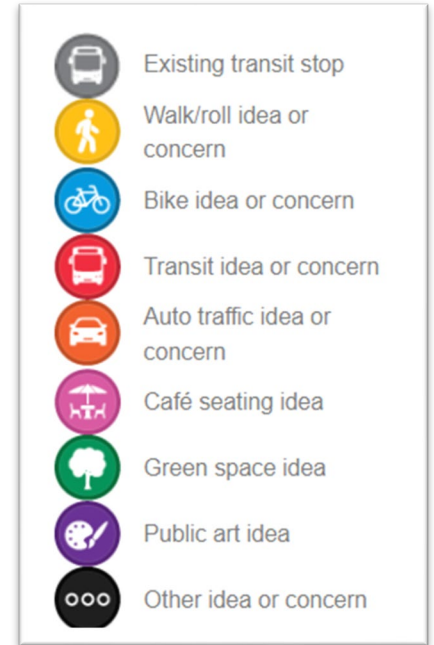 Existing transit stop
Walk/roll idea or
concern
Bike idea or concern
Transit idea or concern
Auto traffic idea or
concern
Café seating idea
Green space idea
Public art idea
Other idea or concern